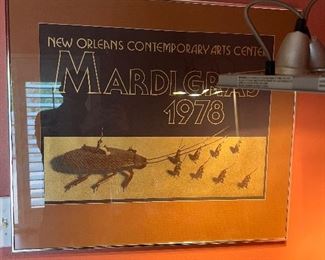 NEW ORLEANS CONTEMPORARY ARTS CENTER
MARDI GRAS
1978